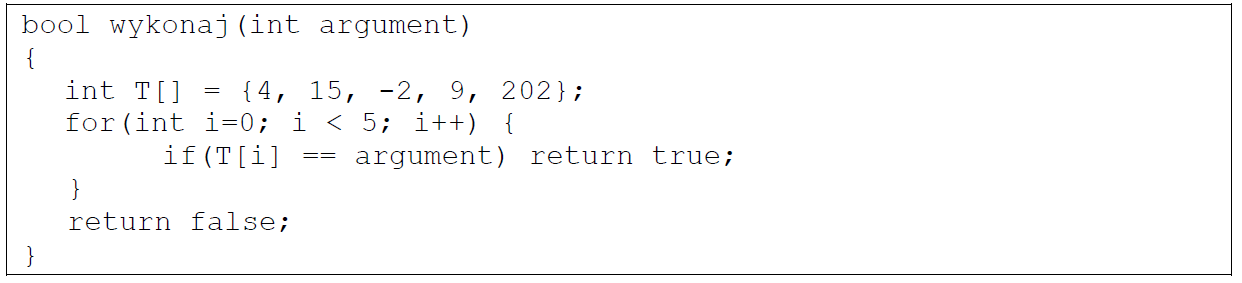 bool wykonaj(int argument)
{
int T[] = {4, 15, -2, 9, 202};
for(int i=0; i < 5; i++) {
if(T[i] == argument) return true;
}
return false;
}